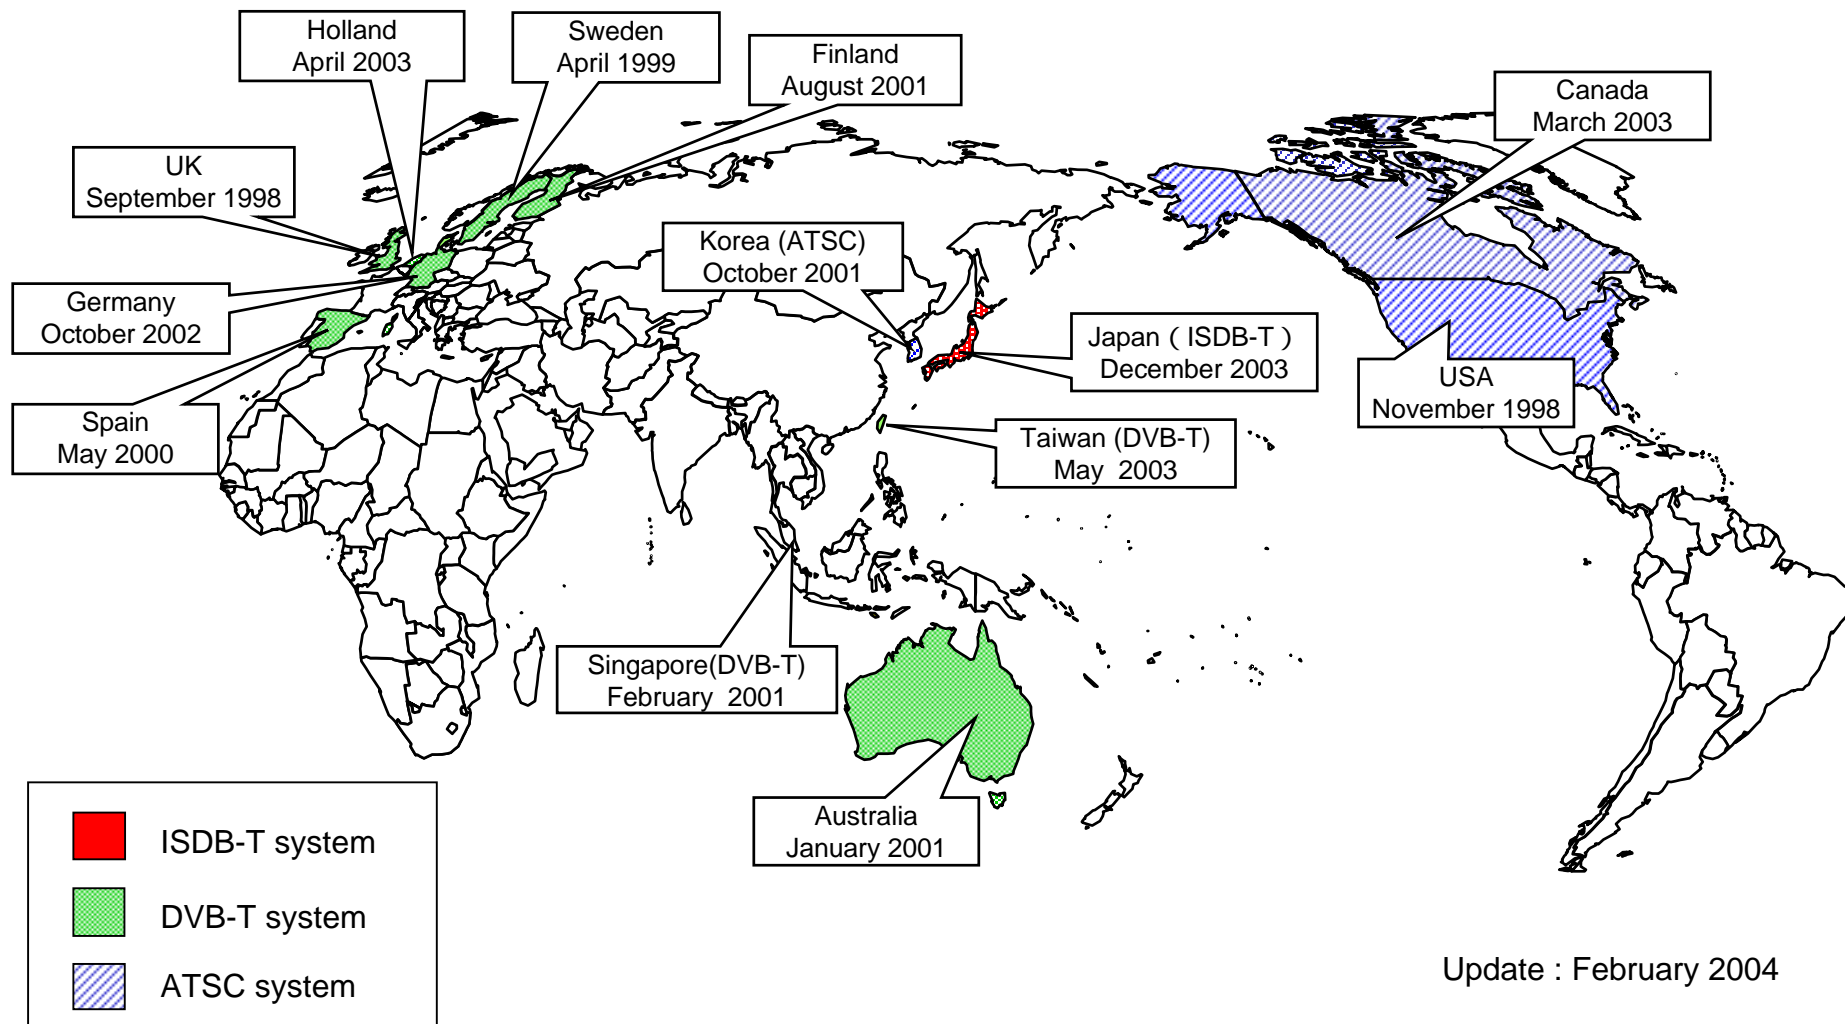 Holland
April 2003
Sweden
April 1999
Finland
August 2001
Canada
March 2003
UK
September 1998
Korea (ATSC)
October 2001
Germany
October 2002
Japan ( ISDB-T )
December 2003
USA
November 1998
Spain
May 2000
Taiwan (DVB-T)
May 2003
Singapore(DVB-T)
February 2001
Australia
January 2001
ISDB-T system
DVB-T system
ATSC system
Update : February 2004